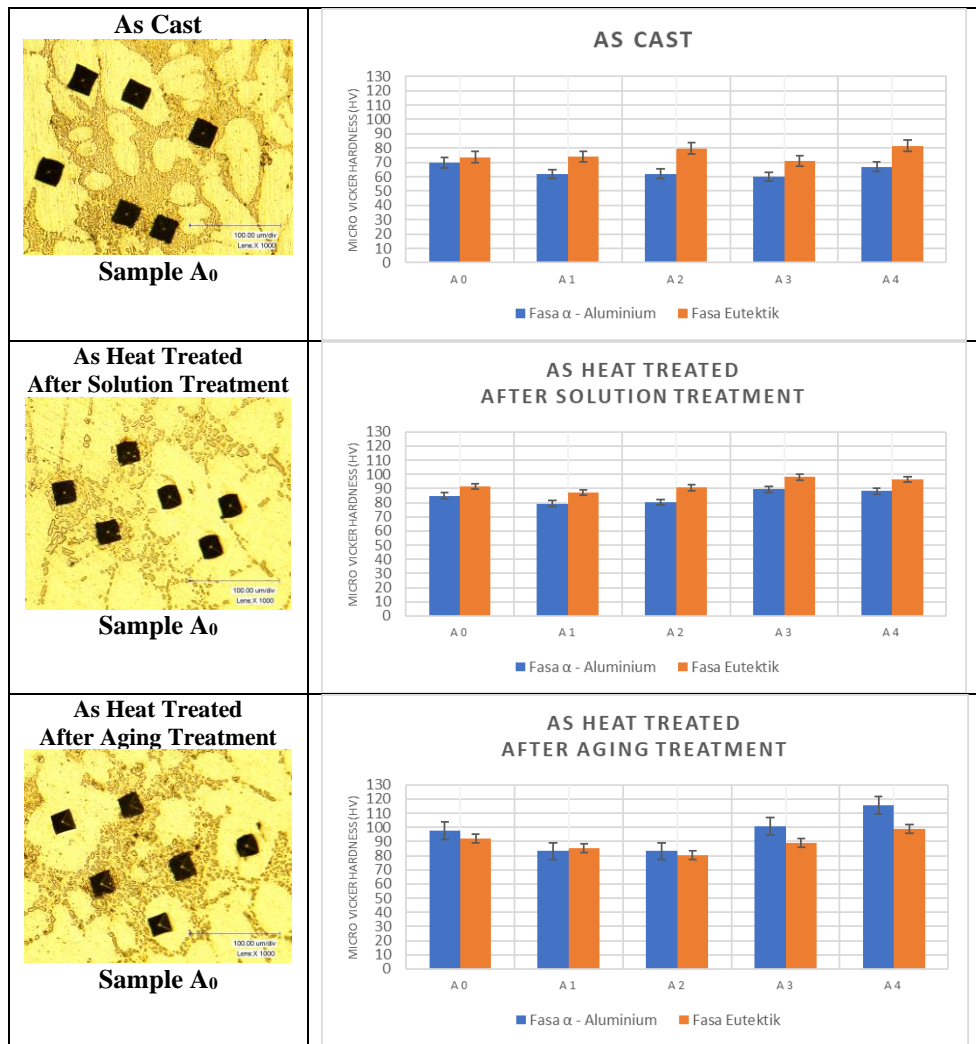 As Cast
100.00 um/div
Lens:X 1000
Sample A₀
AS CAST
MICRO VICKER HARDNESS (HV)
130
120
110
100
90
80
70
60
50
40
30
20
10
0
A 0 A 1 A 2 A 3 A 4
Fasa α - Aluminium Fasa Eutektik
As Heat Treated
After Solution Treatment
100.00 um/div
Lens:X 1000
Sample A₀
AS HEAT TREATED
AFTER SOLUTION TREATMENT
MICRO VICKER HARDNESS (HV)
130
120
110
100
90
80
70
60
50
40
30
20
10
0
A 0 A 1 A 2 A 3 A 4
Fasa α - Aluminium Fasa Eutektik
As Heat Treated
After Aging Treatment
100.00 um/div
Lens:X 1000
Sample A₀
AS HEAT TREATED
AFTER AGING TREATMENT
MICRO VICKER HARDNESS (HV)
130
120
110
100
90
80
70
60
50
40
30
20
10
0
A 0 A 1 A 2 A 3 A 4
Fasa α - Aluminium Fasa Eutektik